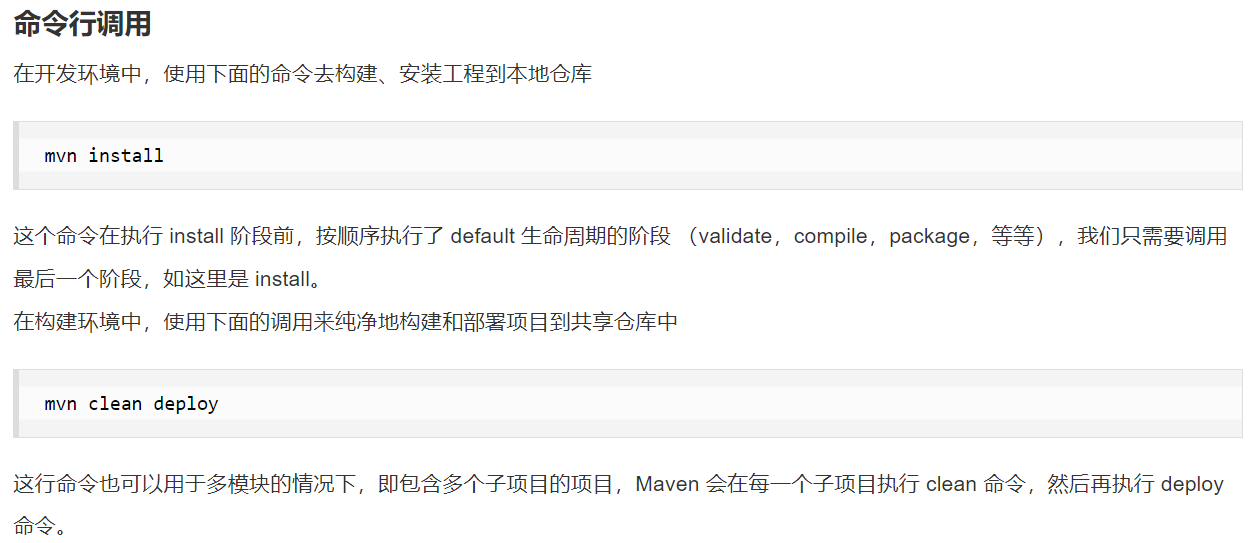 命令行调用
在开发环境中，使用下面的命令去构建、安装工程到本地仓库
mvn install
这个命令在执行 install 阶段前，按顺序执行了 default 生命周期的阶段 （validate，compile，package，等等），我们只需要调用
最后一个阶段，如这里是 install。
在构建环境中，使用下面的调用来纯净地构建和部署项目到共享仓库中
mvn clean deploy
这行命令也可以用于多模块的情况下，即包含多个子项目的项目，Maven 会在每一个子项目执行 clean 命令，然后再执行 deploy
命令。